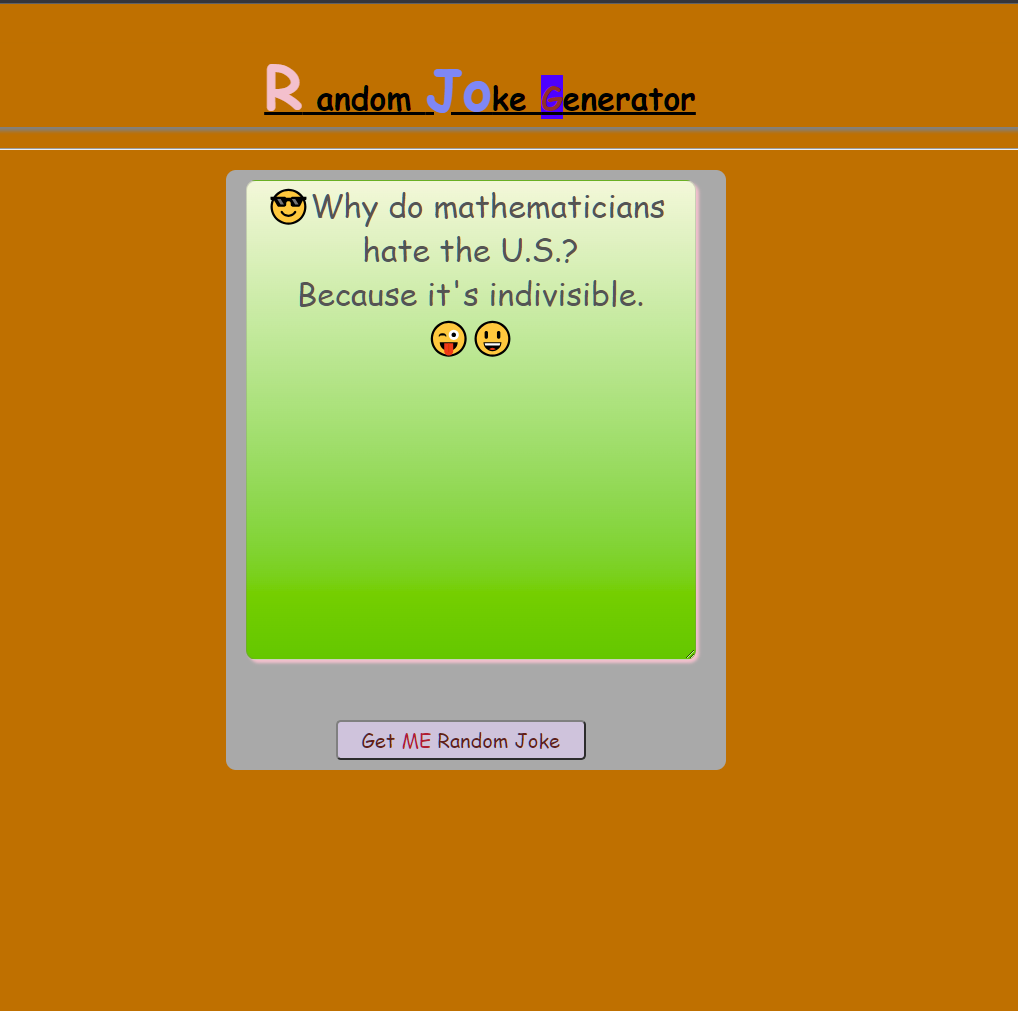 R andom Joke Generator
😎Why do mathematicians
hate the U.S.?
Because it's indivisible.
😜😃
Get ME Random Joke